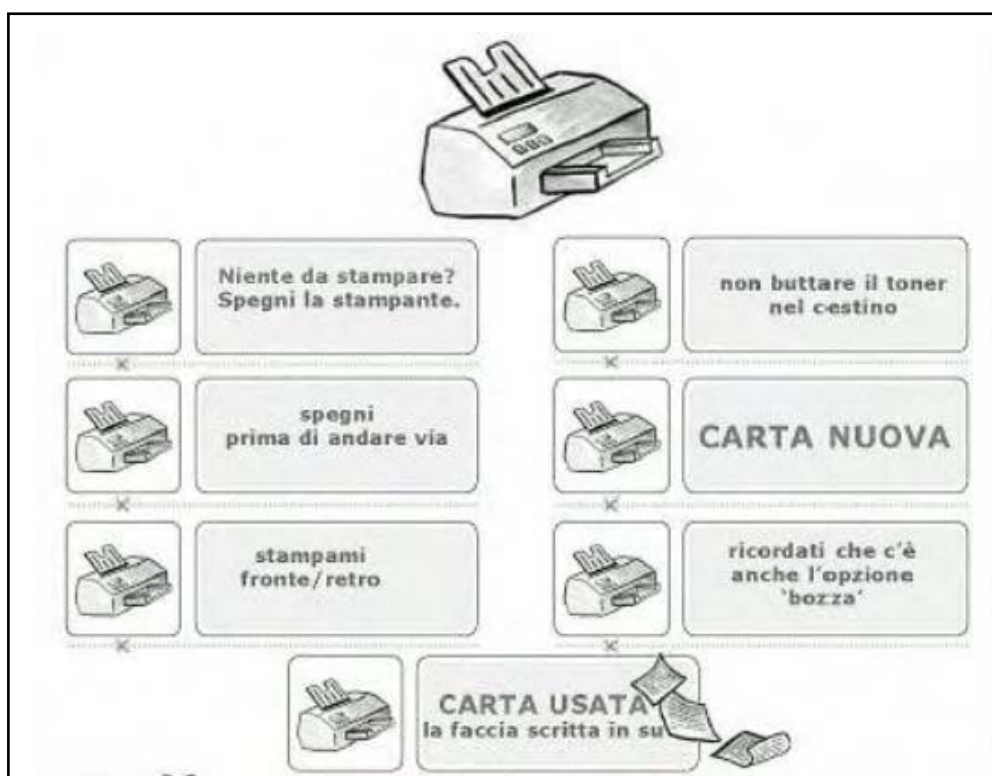 Niente da stampare?
Spegni la stampante.
non buttare il toner
nel cestino
spegni
prima di andare via
CARTA NUOVA
stampami
fronte/retro
ricordati che c'è
anche l'opzione
'bozza'
CARTA USATA
la faccia scritta in su